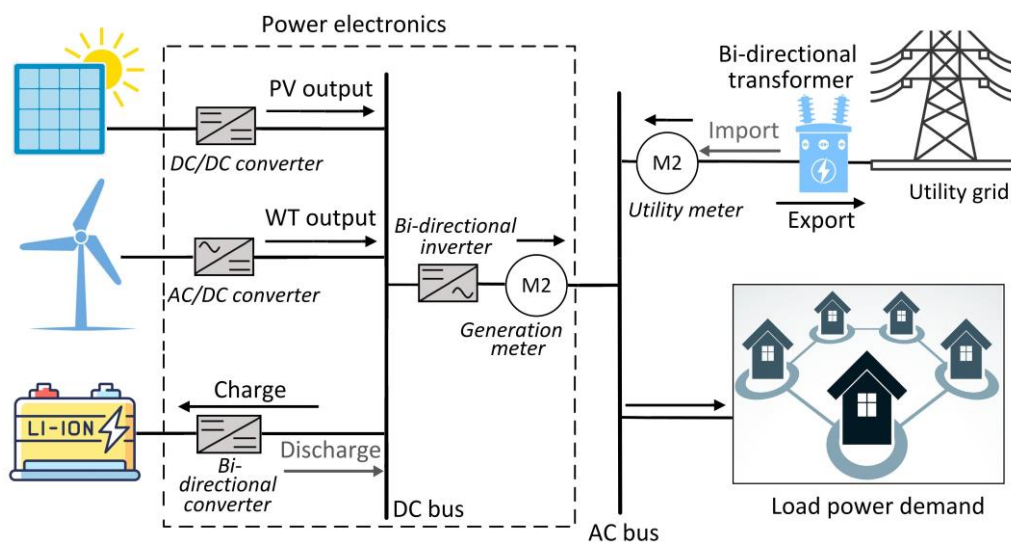 Power electronics
PV output
DC/DC converter
WT output
AC/DC converter
Bi-directional
inverter
M2
Generation
meter
LI-ION
Charge
Discharge
Bi-
directional
converter
DC bus
AC bus
Bi-directional
transformer
Import
M2
Utility meter
Export
Utility grid
Load power demand